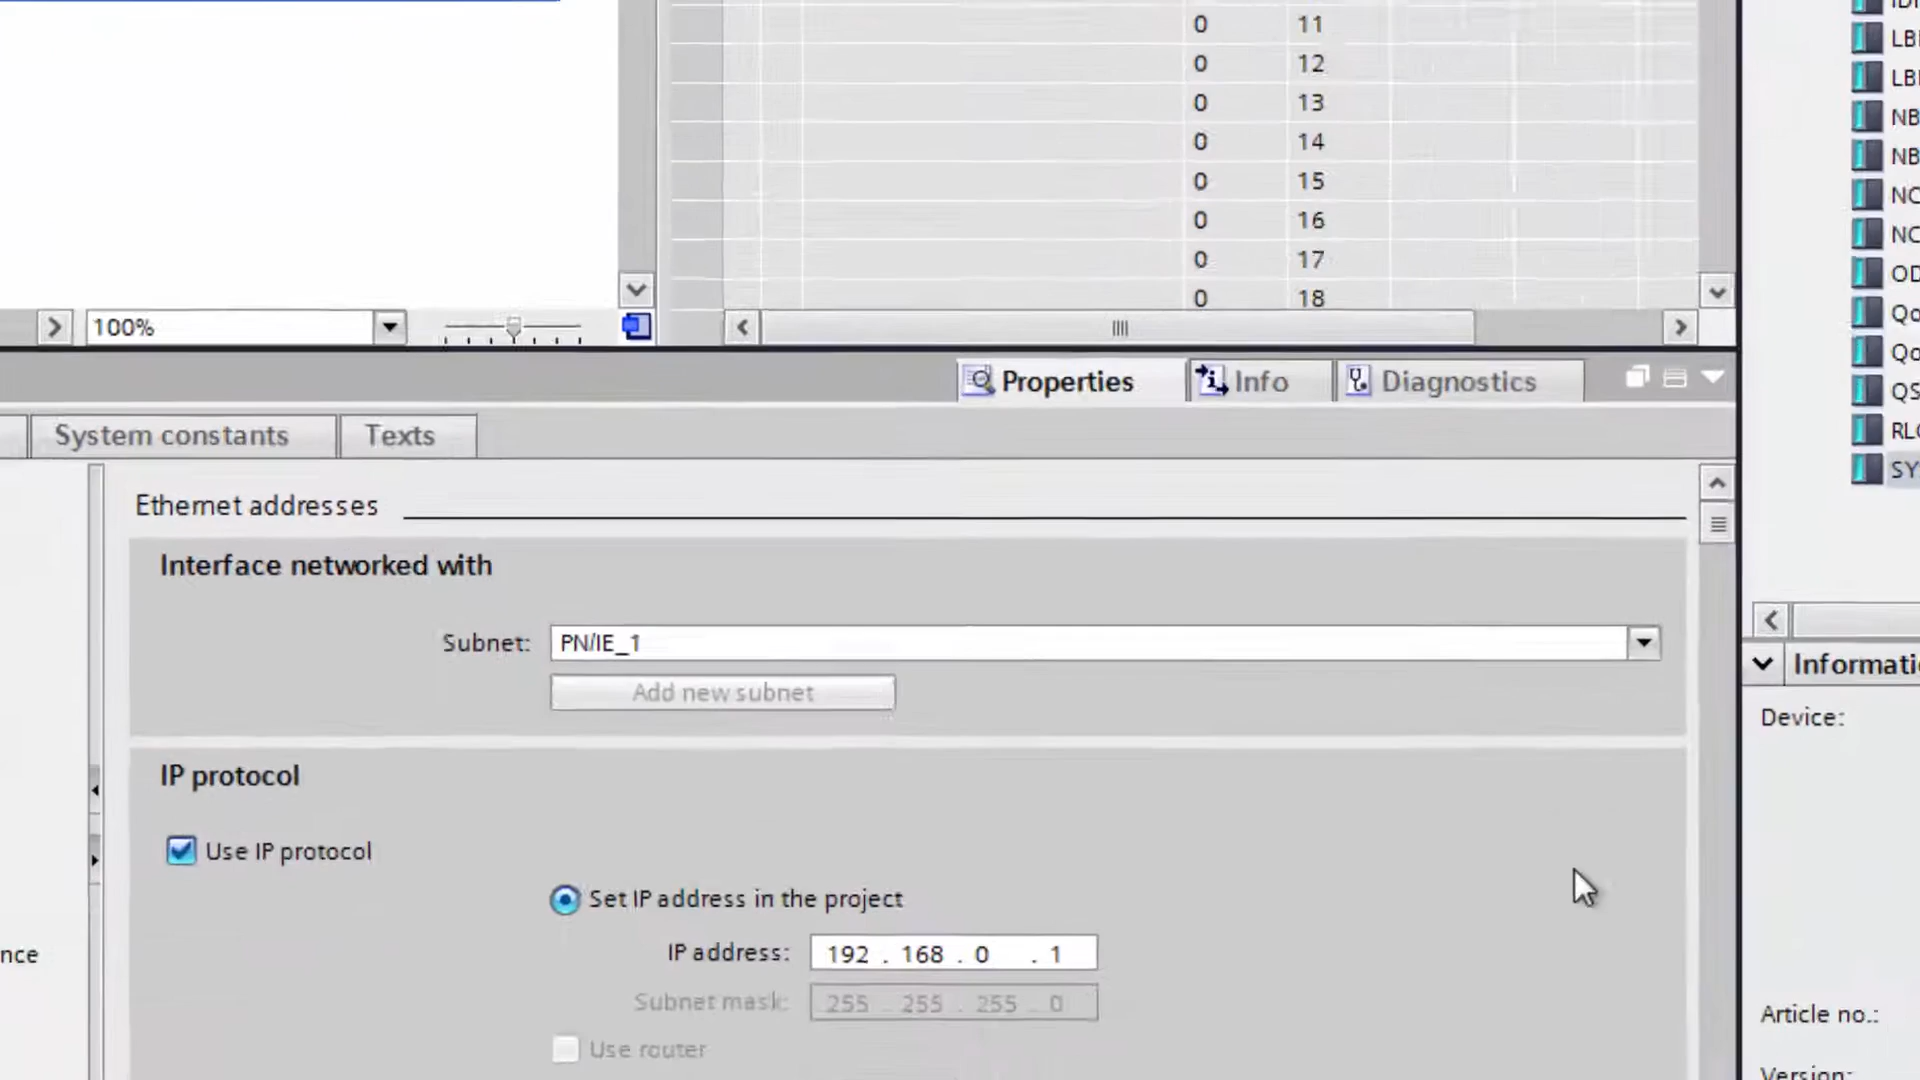 0 11
0 12
0 13
0 14
0 15
0 16
0 17
0 18
100%
Properties
Info
Diagnostics
System constants
Texts
Ethernet addresses
Interface networked with
Subnet: PN/IE_1
Add new subnet
IP protocol
Use IP protocol
Set IP address in the project
IP address: 192 . 168 . 0 . 1
Subnet mask: 255 . 255 . 255 . 0
Use router
nce
LB
LB
NB
NB
NC
NC
OD
QS
SY
Informati
Device:
Article no.:
Version: